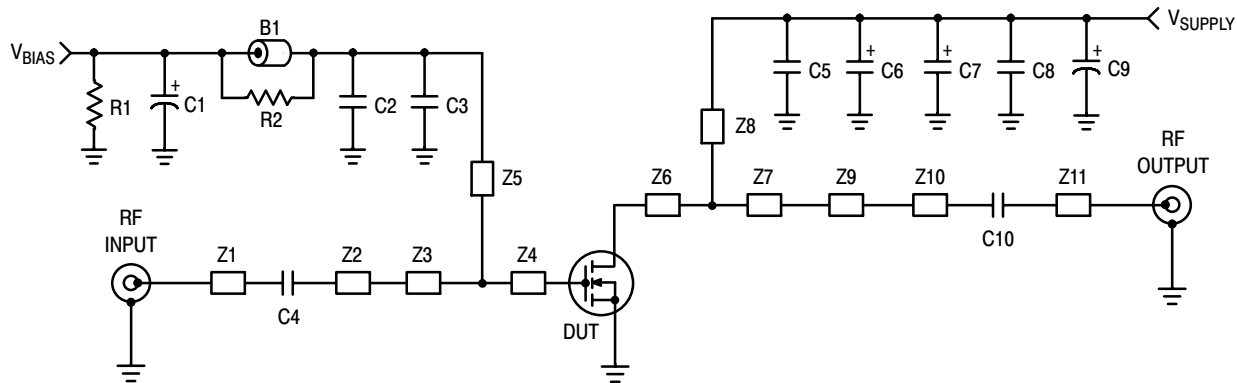 B1
V_BIAS
R1
+
C1
R2
C2
C3
Z5
RF
INPUT
Z1
C4
Z2
Z3
Z4
DUT
V_SUPPLY
C5
+
C6
+
C7
C8
+
C9
Z8
Z6
Z7
Z9
Z10
C10
Z11
RF
OUTPUT